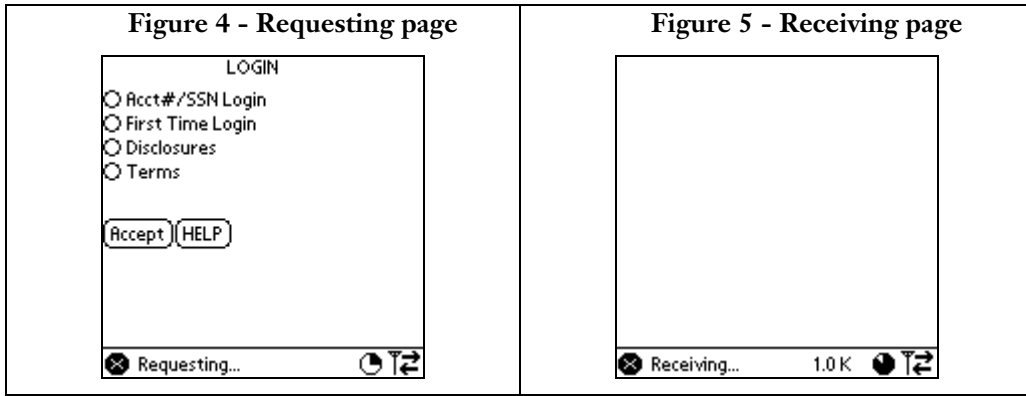 Figure 4 - Requesting page
LOGIN
Acct#/SSN Login
First Time Login
Disclosures
Terms
Accept HELP
Requesting...
Figure 5 - Receiving page
Receiving... 1.0 K